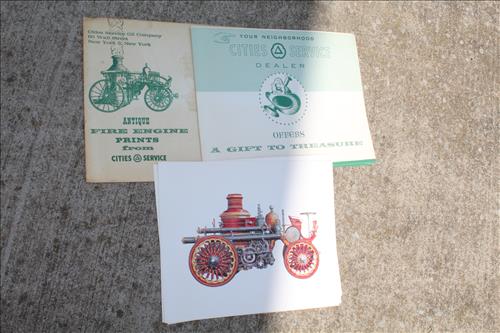 Cities Service Oil Company
60 Wall Street
New York 5, New York
ANTIQUE
FIRE ENGINE
PRINTS
from
CITIES SERVICE
YOUR NEIGHBORHOOD
CITIES SERVICE
DEALER
OFFERS
A GIFT TO TREASURE